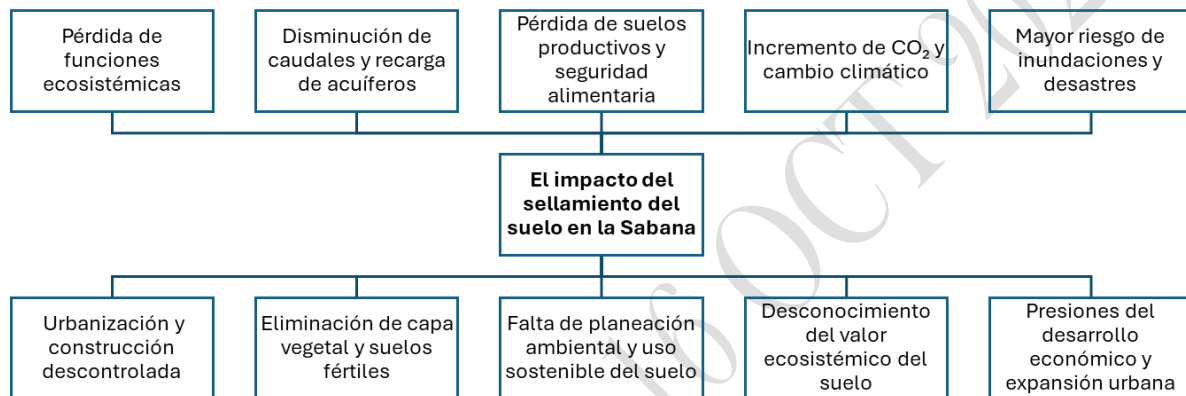 Pérdida de
funciones
ecosistémicas
Disminución de
caudales y recarga
de acuíferos
Pérdida de suelos
productivos y
seguridad
alimentaria
Incremento de CO₂ y
cambio climático
Mayor riesgo de
inundaciones y
desastres
El impacto del
sellamiento del
suelo en la Sabana
Urbanización y
construcción
descontrolada
Eliminación de capa
vegetal y suelos
fértiles
Falta de planeación
ambiental y uso
sostenible del suelo
Desconocimiento
del valor
ecosistémico del
suelo
Presiones del
desarrollo
económico y
expansión urbana
16 OCT